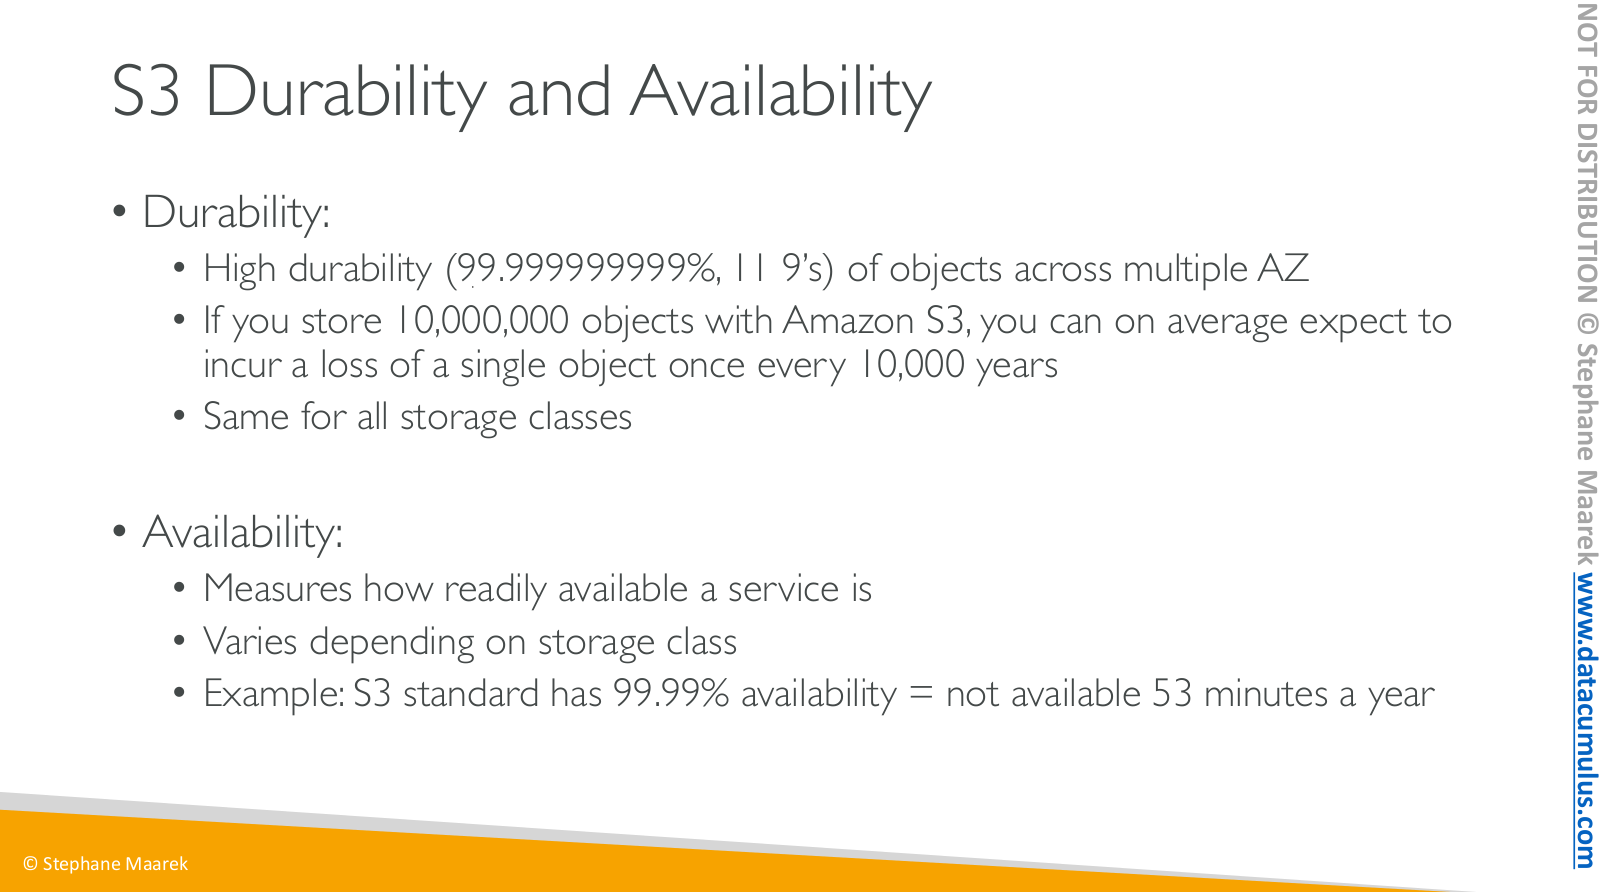 S3 Durability and Availability
• Durability:
• High durability (99.999999999%, 11 9’s) of objects across multiple AZ
• If you store 10,000,000 objects with Amazon S3, you can on average expect to
incur a loss of a single object once every 10,000 years
• Same for all storage classes
• Availability:
• Measures how readily available a service is
• Varies depending on storage class
• Example: S3 standard has 99.99% availability = not available 53 minutes a year
© Stephane Maarek
NOT FOR DISTRIBUTION © Stephane Maarek www.datacumulus.com